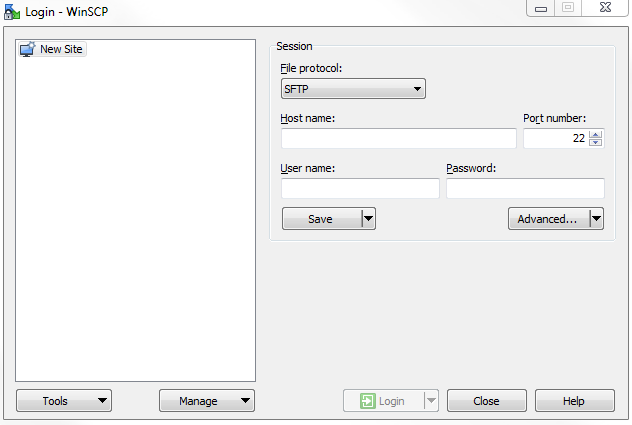 Login - WinSCP
New Site
Session
File protocol:
SFTP
Host name:
Port number:
22
User name:
Password:
Save
Advanced...
Tools
Manage
Login
Close
Help